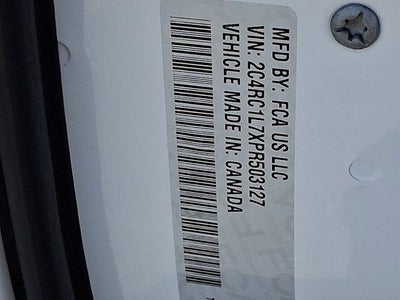 MFD BY: FCA US LLC
VIN: 2C4RC1L7XPR503127
VEHICLE MADE IN: CANADA